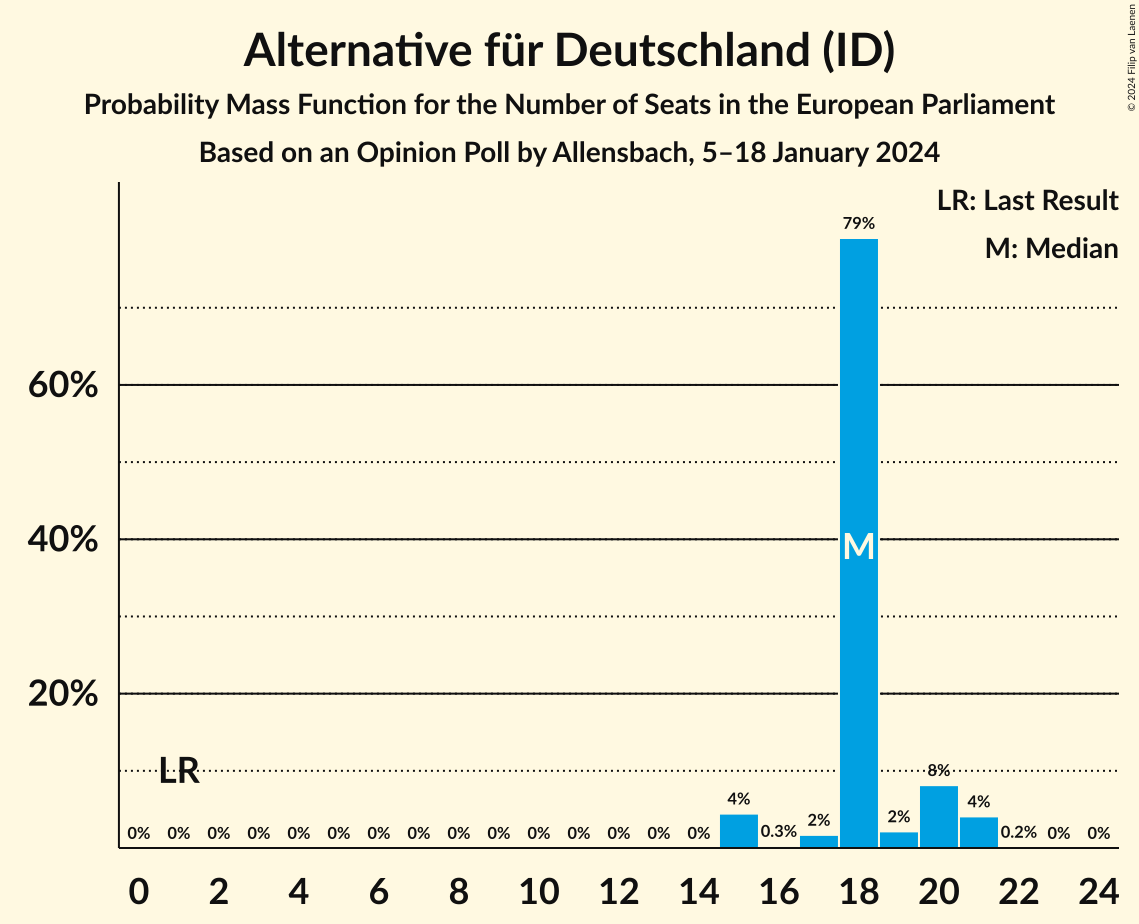 Alternative für Deutschland (ID)
Probability Mass Function for the Number of Seats in the European Parliament
Based on an Opinion Poll by Allensbach, 5–18 January 2024
© 2024 Filip van Laenen
LR: Last Result
M: Median
60%
40%
20%
79%
M
LR
0% 0% 0% 0% 0% 0% 0% 0% 0% 0% 0% 0% 0% 0% 0% 4% 0.3% 2% 2% 8% 4% 0.2% 0% 0%
0 2 4 6 8 10 12 14 16 18 20 22 24